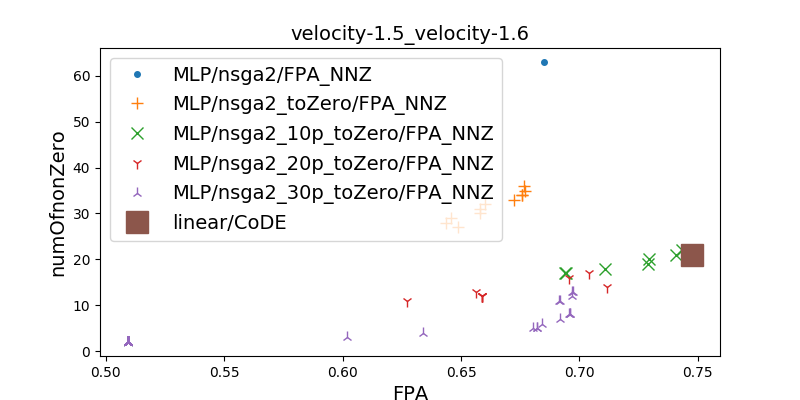 velocity-1.5_velocity-1.6
MLP/nsga2/FPA_NNZ
MLP/nsga2_toZero/FPA_NNZ
MLP/nsga2_10p_toZero/FPA_NNZ
MLP/nsga2_20p_toZero/FPA_NNZ
MLP/nsga2_30p_toZero/FPA_NNZ
linear/CoDE
numOfnonZero
60
50
40
30
20
10
0
0.50 0.55 0.60 0.65 0.70 0.75
FPA